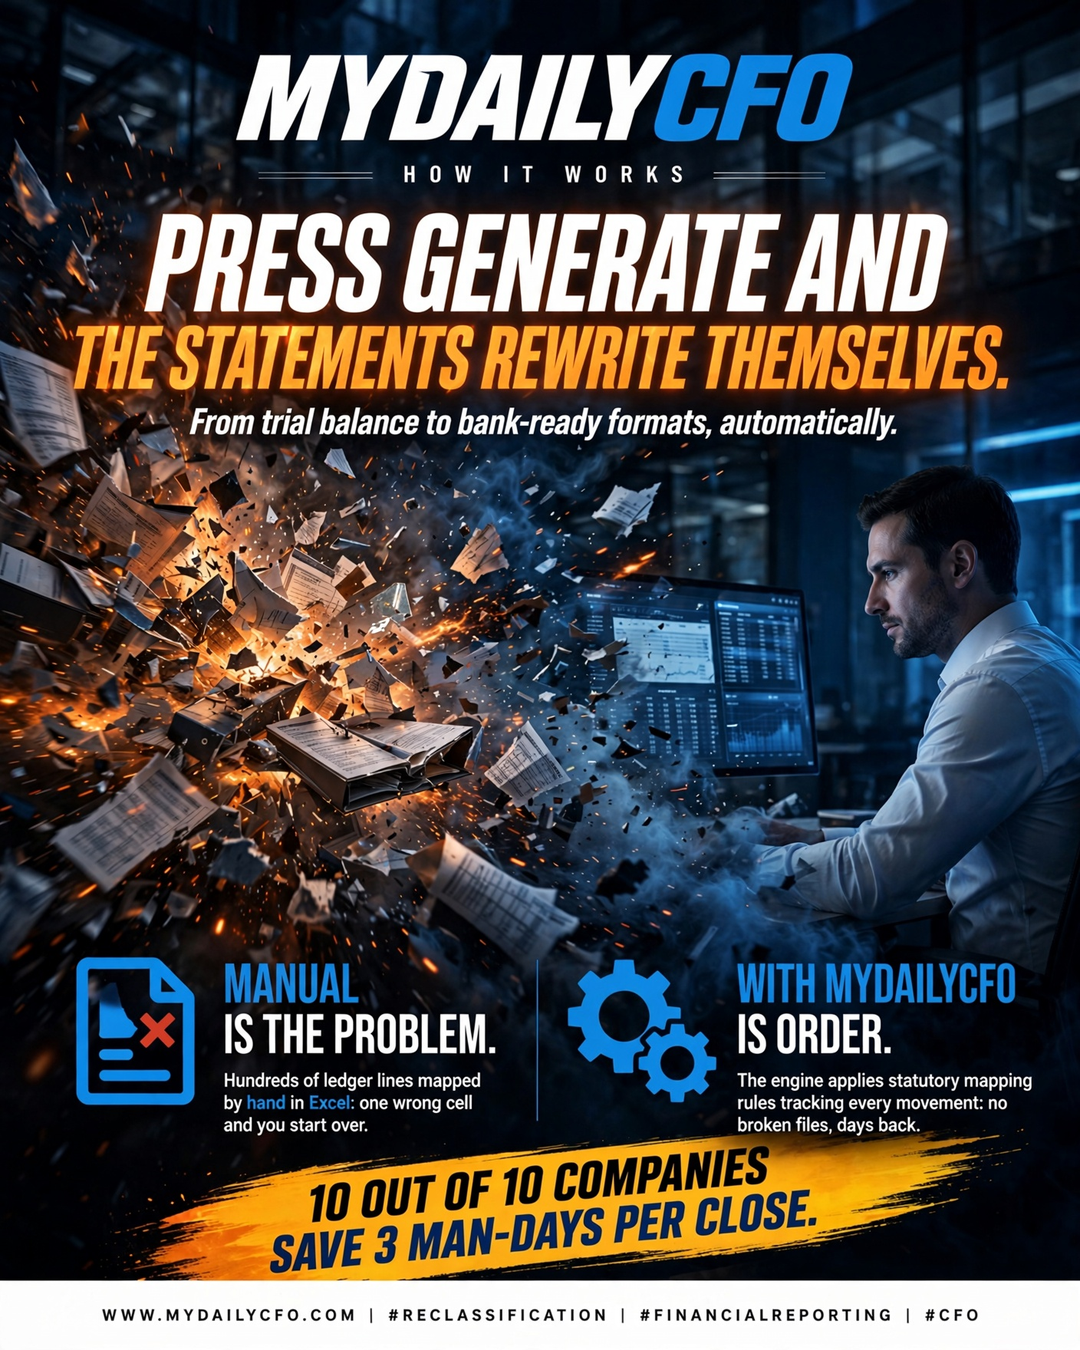 MYDAILYCFO
HOW IT WORKS
PRESS GENERATE AND
THE STATEMENTS REWRITE THEMSELVES.
From trial balance to bank-ready formats, automatically.
MANUAL
IS THE PROBLEM.
Hundreds of ledger lines mapped
by hand in Excel: one wrong cell
and you start over.
WITH MYDAILYCFO
IS ORDER.
The engine applies statutory mapping
rules tracking every movement: no
broken files, days back.
10 OUT OF 10 COMPANIES
SAVE 3 MAN-DAYS PER CLOSE.
WWW.MYDAILYCFO.COM | #RECLASSIFICATION | #FINANCIALREPORTING | #CFO